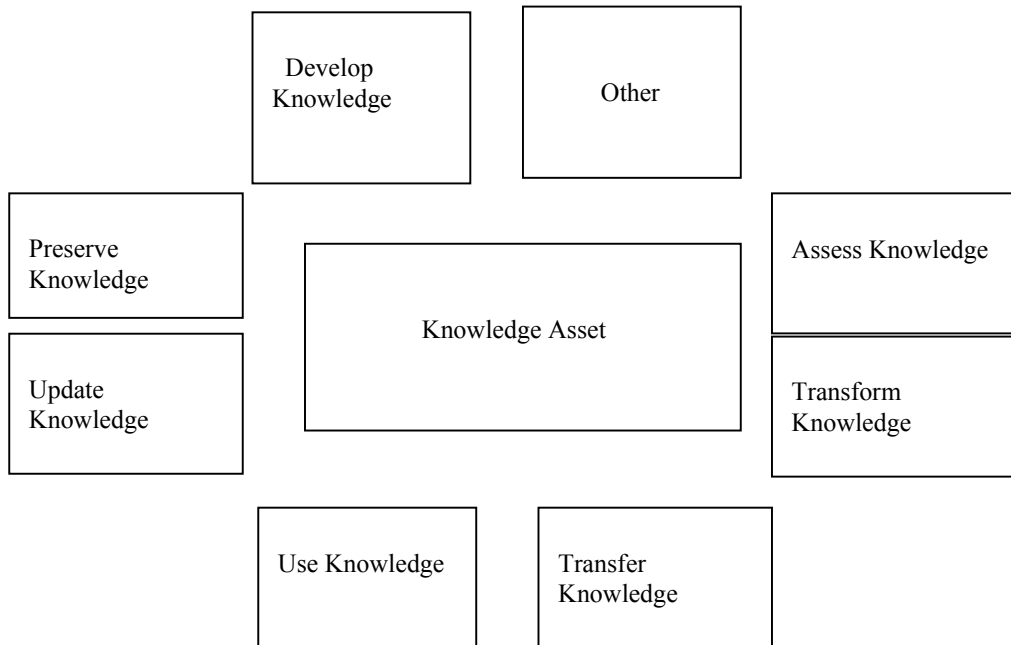 Develop
Knowledge
Other
Preserve
Knowledge
Assess Knowledge
Knowledge Asset
Update
Knowledge
Transform
Knowledge
Use Knowledge
Transfer
Knowledge